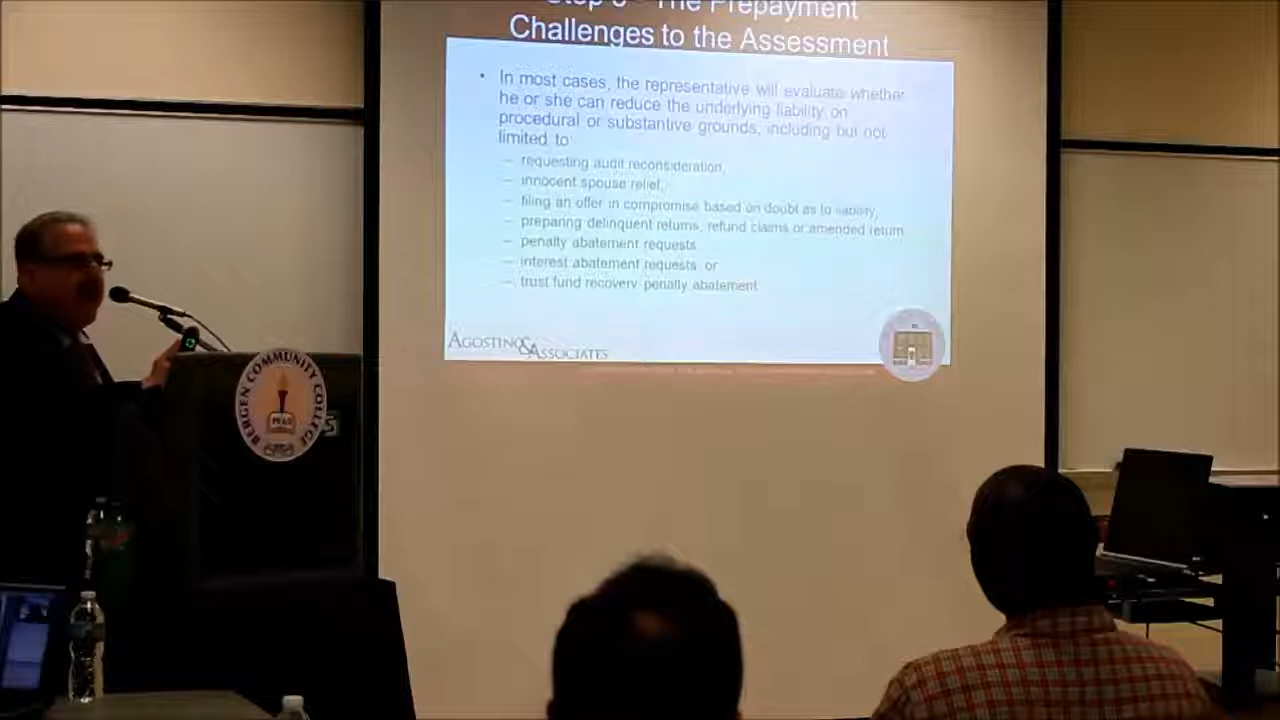 The Prepayment
Challenges to the Assessment
• In most cases, the representative will evaluate whether
he or she can reduce the underlying liability on
procedural or substantive grounds, including but not
limited to
– requesting audit reconsideration,
– innocent spouse relief,
– filing an offer in compromise based on doubt as to liability,
– preparing delinquent returns, refund claims or amended return
– penalty abatement requests
– interest abatement requests or
– trust fund recovery penalty abatement
AGOSTINO & ASSOCIATES
BERGEN COMMUNITY COLLEGE